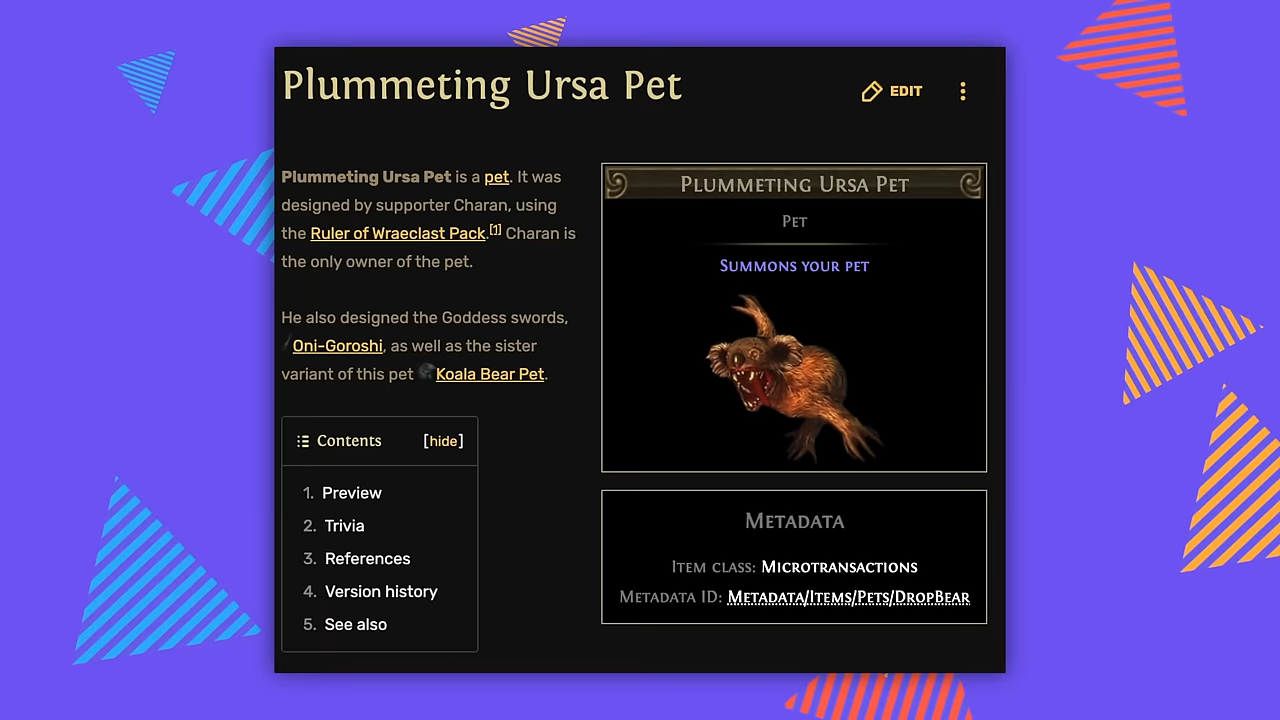 Plummeting Ursa Pet
EDIT
Plummeting Ursa Pet is a pet. It was
designed by supporter Charan, using
the Ruler of Wraeclast Pack.[1] Charan is
the only owner of the pet.
He also designed the Goddess swords,
Oni-Goroshi, as well as the sister
variant of this pet Koala Bear Pet.
Contents [hide]
1. Preview
2. Trivia
3. References
4. Version history
5. See also
Plummeting Ursa Pet
Pet
Summons your pet
Metadata
Item class: Microtransactions
Metadata ID: Metadata/Items/Pets/DropBear